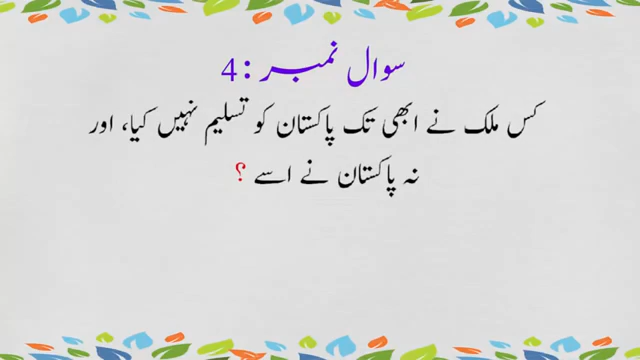 سوال نمبر :4
کس ملک نے ابھی تک پاکستان کو تسلیم نہیں کیا، اور
نہ پاکستان نے اسے ؟